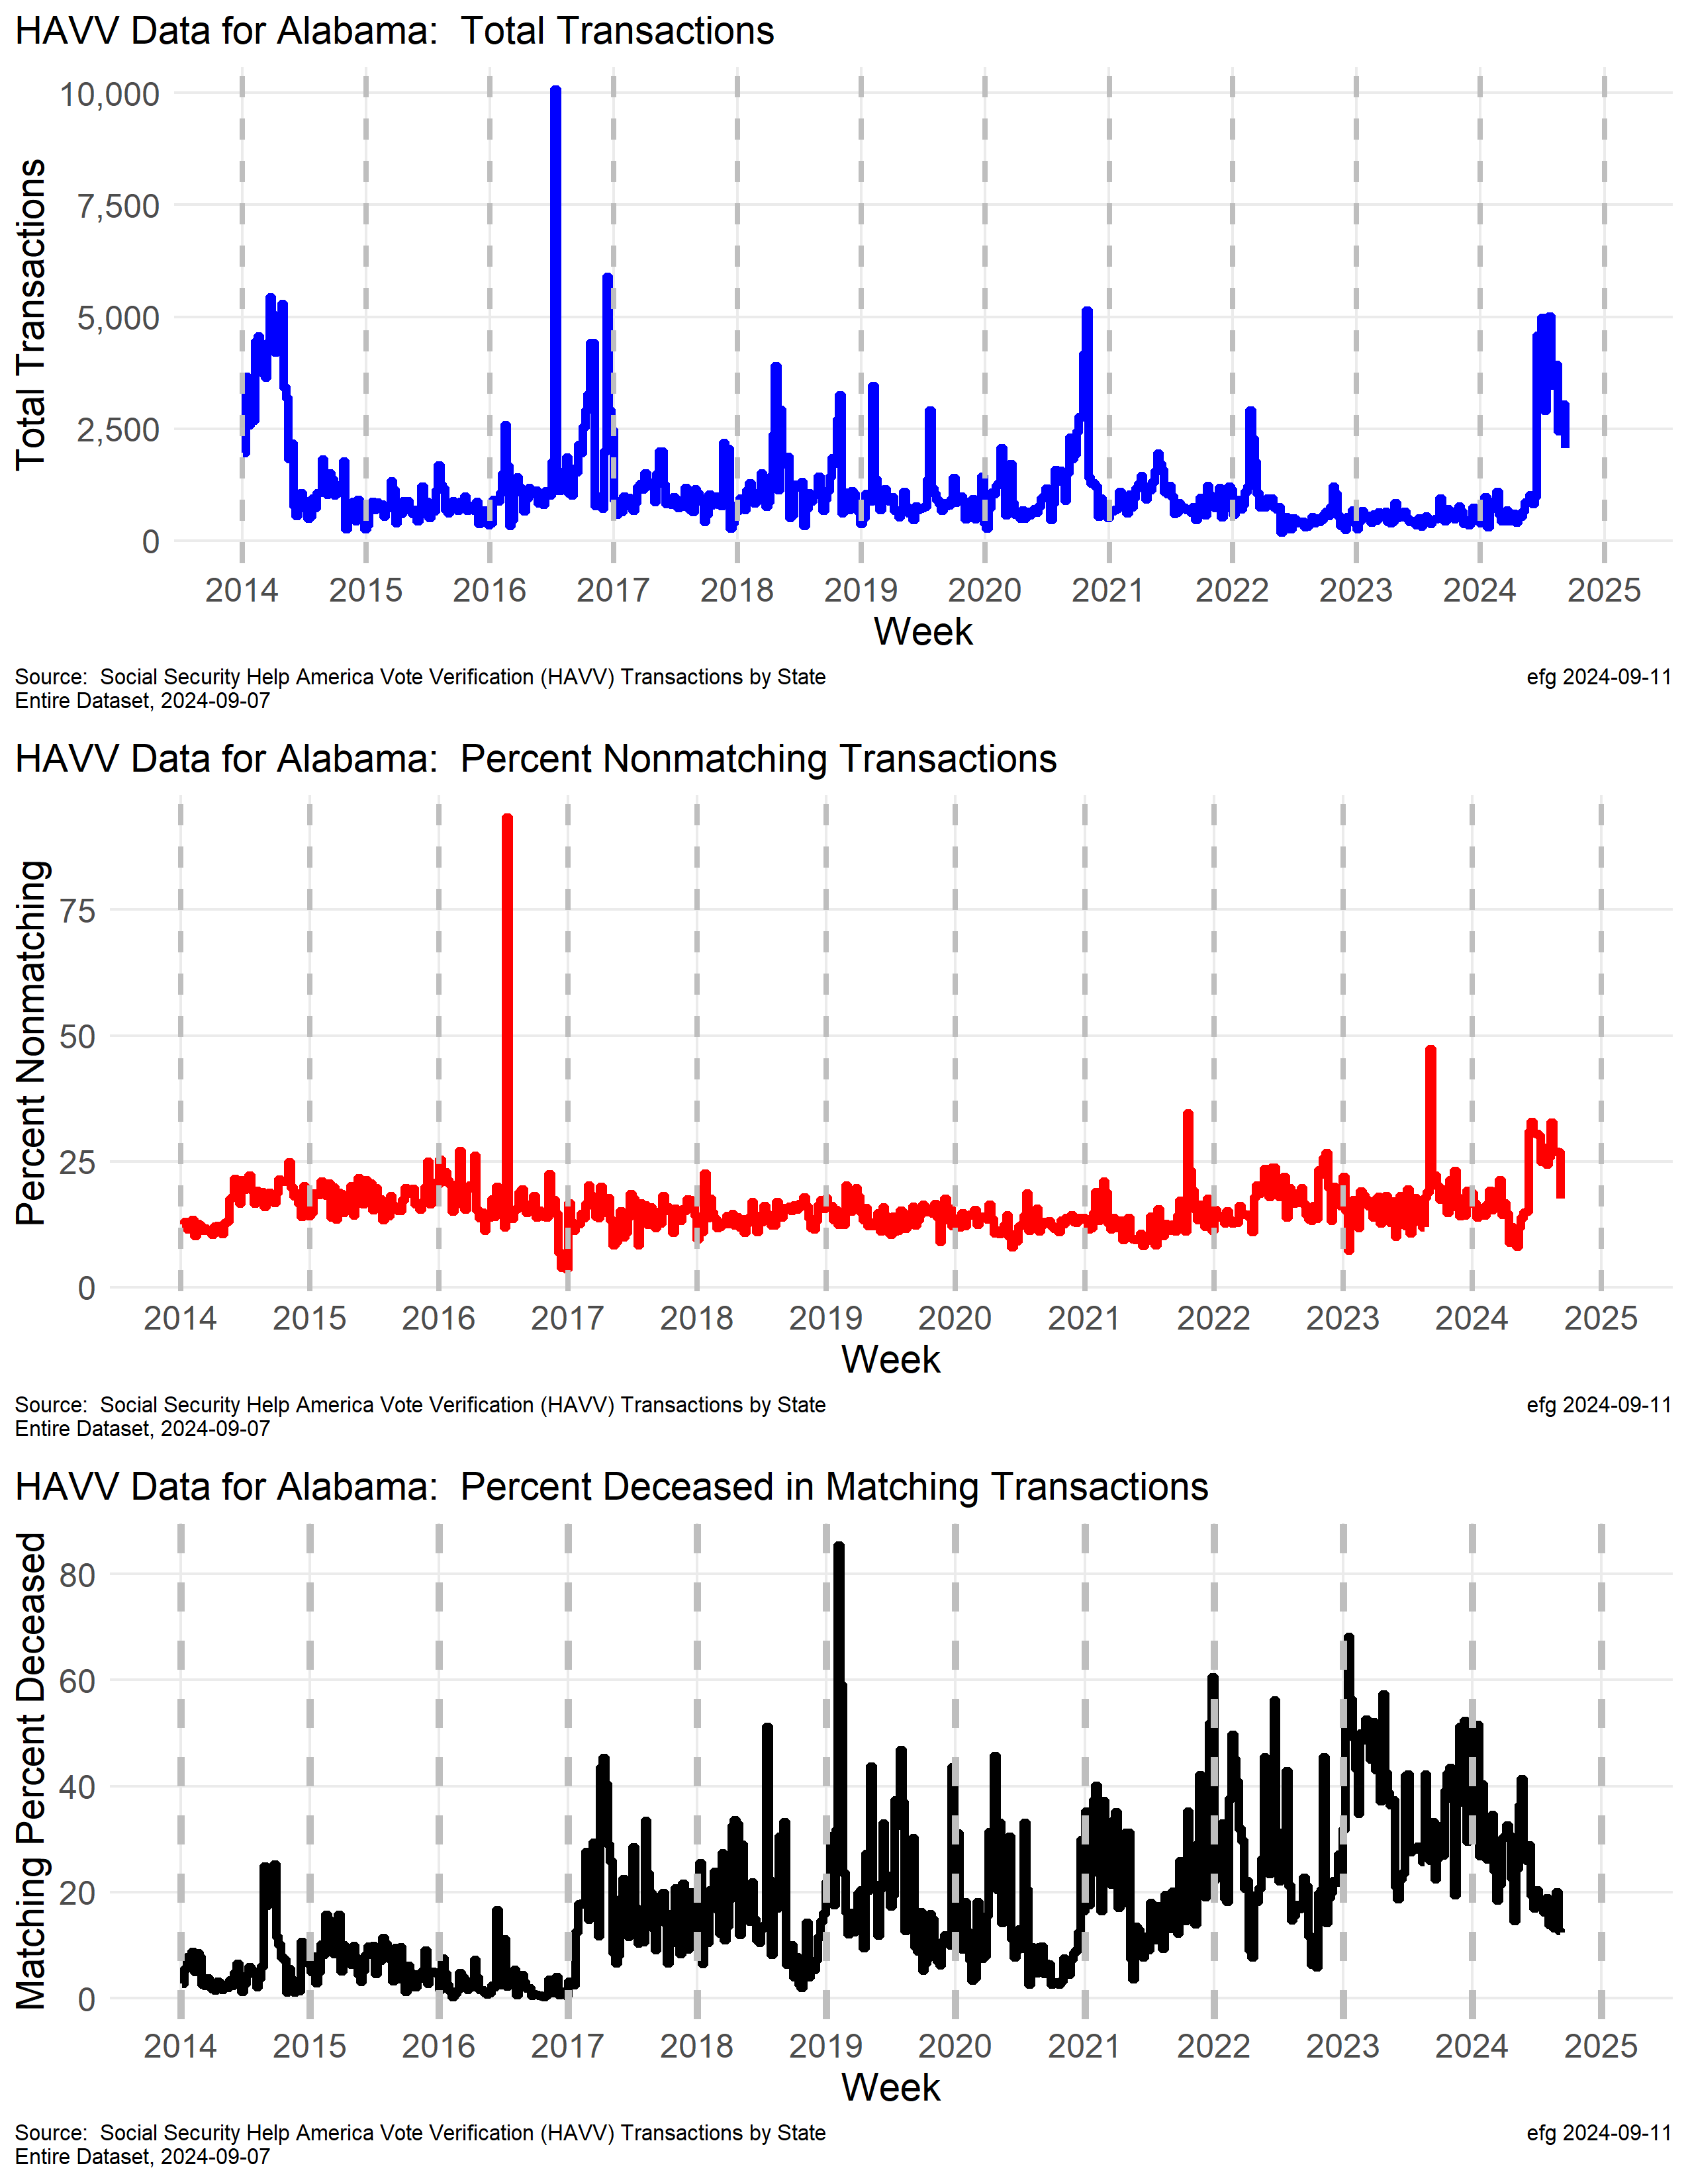 HAVV Data for Alabama:  Total Transactions
Total Transactions
10,000
7,500
5,000
2,500
0
2014 2015 2016 2017 2018 2019 2020 2021 2022 2023 2024 2025
Week
Source:  Social Security Help America Vote Verification (HAVV) Transactions by State
Entire Dataset, 2024-09-07
efg 2024-09-11
HAVV Data for Alabama:  Percent Nonmatching Transactions
Percent Nonmatching
75
50
25
0
2014 2015 2016 2017 2018 2019 2020 2021 2022 2023 2024 2025
Week
Source:  Social Security Help America Vote Verification (HAVV) Transactions by State
Entire Dataset, 2024-09-07
efg 2024-09-11
HAVV Data for Alabama:  Percent Deceased in Matching Transactions
Matching Percent Deceased
80
60
40
20
0
2014 2015 2016 2017 2018 2019 2020 2021 2022 2023 2024 2025
Week
Source:  Social Security Help America Vote Verification (HAVV) Transactions by State
Entire Dataset, 2024-09-07
efg 2024-09-11